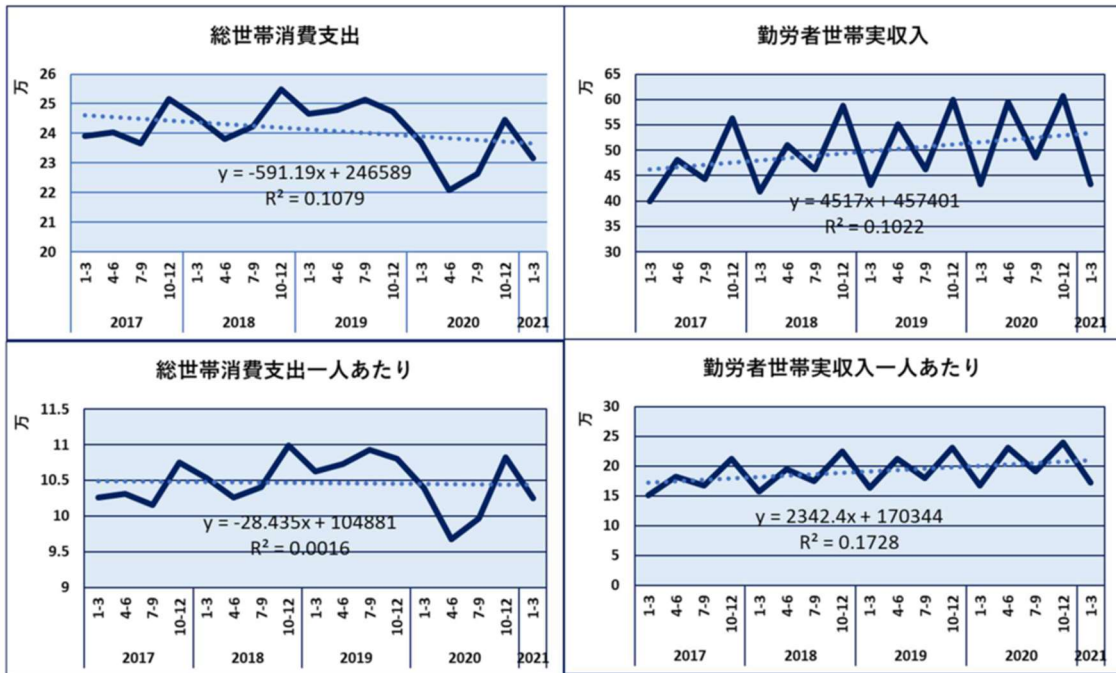 総世帯消費支出
万
26
25
24
23
22
21
20
y = -591.19x + 246589
R² = 0.1079
1-3 4-6 7-9 10-12 1-3 4-6 7-9 10-12 1-3 4-6 7-9 10-12 1-3 4-6 7-9 10-12 1-3
2017 2018 2019 2020 2021
勤労者世帯実収入
万
65
60
55
50
45
40
35
30
y = 4517x + 457401
R² = 0.1022
1-3 4-6 7-9 10-12 1-3 4-6 7-9 10-12 1-3 4-6 7-9 10-12 1-3 4-6 7-9 10-12 1-3
2017 2018 2019 2020 2021
総世帯消費支出一人あたり
万
11.5
11
10.5
10
9.5
9
y = -28.435x + 104881
R² = 0.0016
1-3 4-6 7-9 10-12 1-3 4-6 7-9 10-12 1-3 4-6 7-9 10-12 1-3 4-6 7-9 10-12 1-3
2017 2018 2019 2020 2021
勤労者世帯実収入一人あたり
万
30
25
20
15
10
5
0
y = 2342.4x + 170344
R² = 0.1728
1-3 4-6 7-9 10-12 1-3 4-6 7-9 10-12 1-3 4-6 7-9 10-12 1-3 4-6 7-9 10-12 1-3
2017 2018 2019 2020 2021